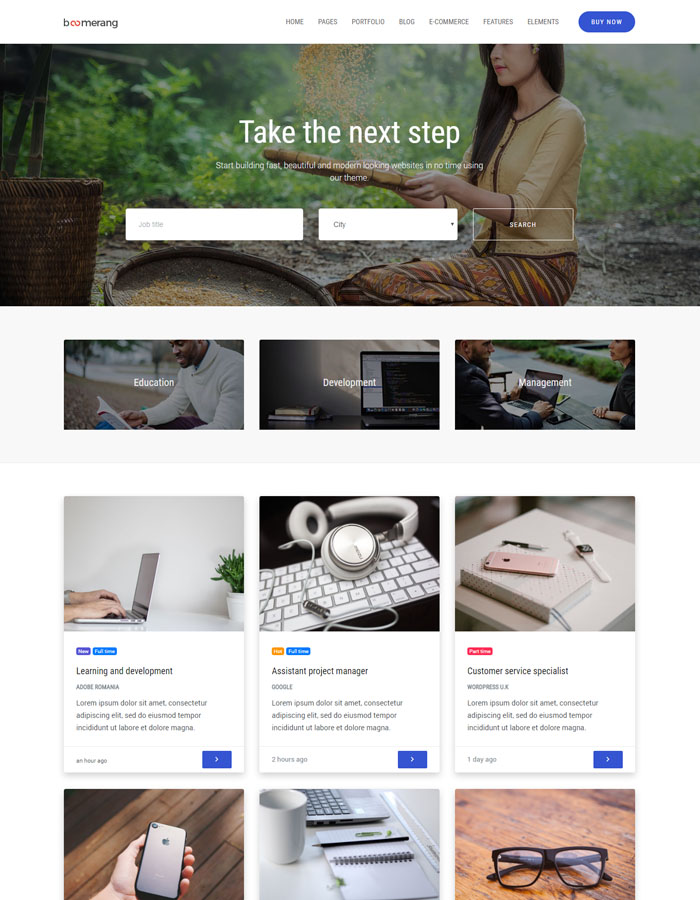 boomerang
HOME PAGES PORTFOLIO BLOG E-COMMERCE FEATURES ELEMENTS BUY NOW
Take the next step
Start building fast, beautiful and modern looking websites in no time using
our theme.
Job title City SEARCH
Education Development Management
New Full time
Learning and development
ADOBE ROMANIA
Lorem ipsum dolor sit amet, consectetur
adipiscing elit, sed do eiusmod tempor
incididunt ut labore et dolore magna.
an hour ago
Hot Full time
Assistant project manager
GOOGLE
Lorem ipsum dolor sit amet, consectetur
adipiscing elit, sed do eiusmod tempor
incididunt ut labore et dolore magna.
2 hours ago
Part time
Customer service specialist
WORDPRESS U.K
Lorem ipsum dolor sit amet, consectetur
adipiscing elit, sed do eiusmod tempor
incididunt ut labore et dolore magna.
1 day ago